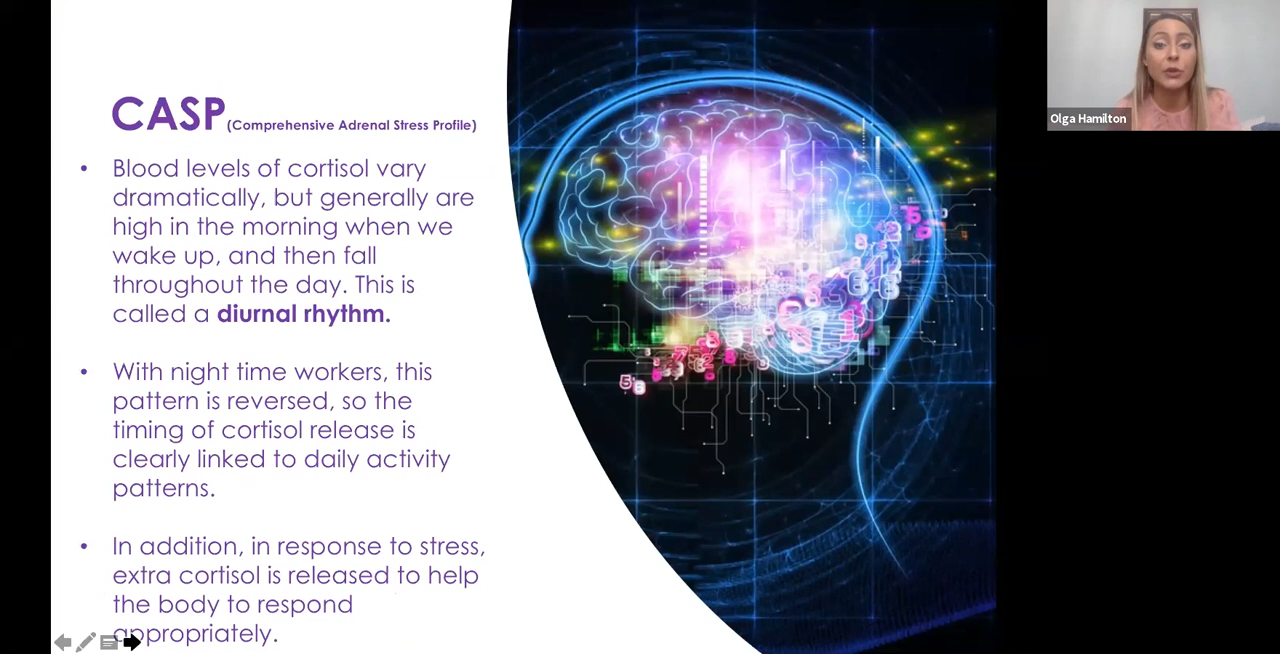 CASP (Comprehensive Adrenal Stress Profile)
• Blood levels of cortisol vary
dramatically, but generally are
high in the morning when we
wake up, and then fall
throughout the day. This is
called a diurnal rhythm.
• With night time workers, this
pattern is reversed, so the
timing of cortisol release is
clearly linked to daily activity
patterns.
• In addition, in response to stress,
extra cortisol is released to help
the body to respond
appropriately.
Olga Hamilton